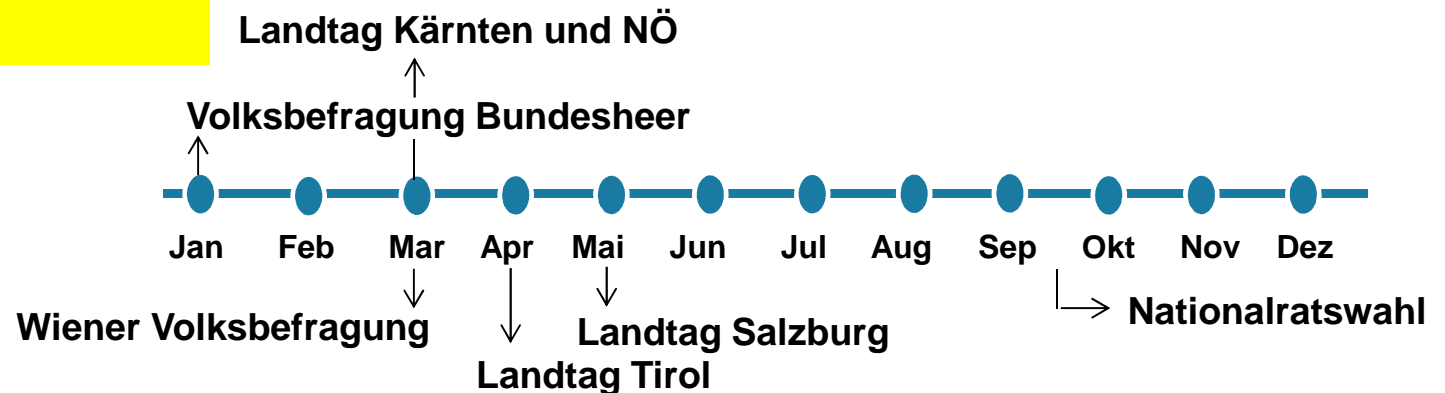 Landtag Kärnten und NÖ
Volksbefragung Bundesheer
Jan Feb Mar Apr Mai Jun Jul Aug Sep Okt Nov Dez
Wiener Volksbefragung
Landtag Salzburg
Nationalratswahl
Landtag Tirol